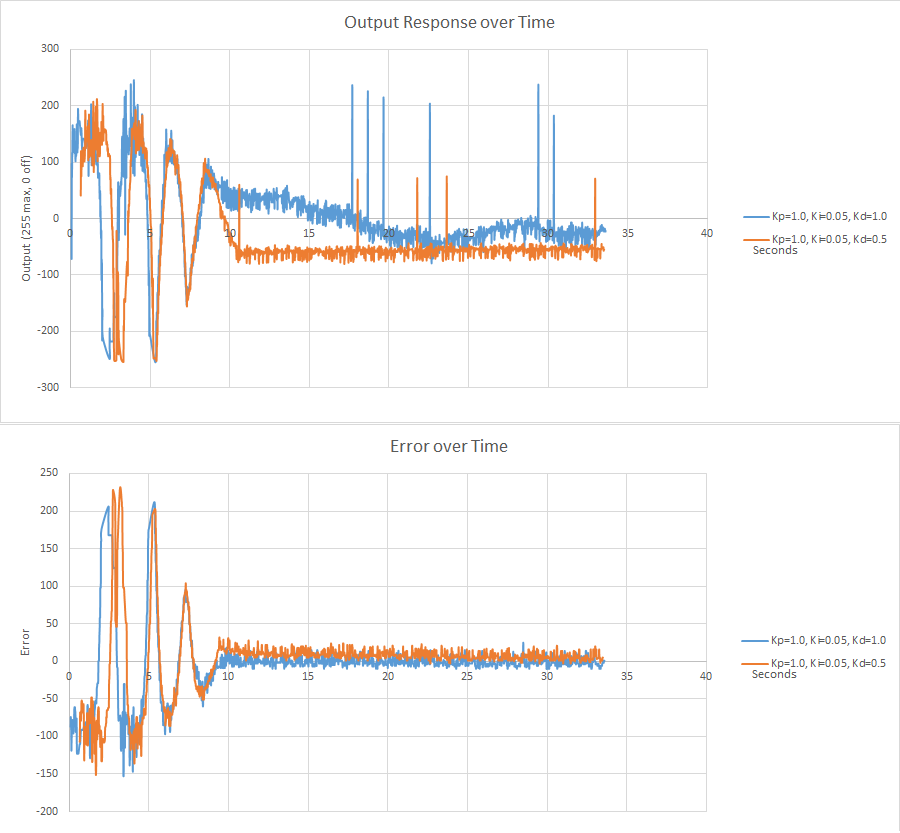 Output Response over Time
300
200
100
0
-100
-200
-300
Output (255 max, 0 off)
0 5 10 15 20 25 30 35 40
Kp=1.0, Ki=0.05, Kd=1.0
Kp=1.0, Ki=0.05, Kd=0.5
Seconds
Error over Time
250
200
150
100
50
0
-50
-100
-150
-200
Error
0 5 10 15 20 25 30 35 40
Kp=1.0, Ki=0.05, Kd=1.0
Kp=1.0, Ki=0.05, Kd=0.5
Seconds